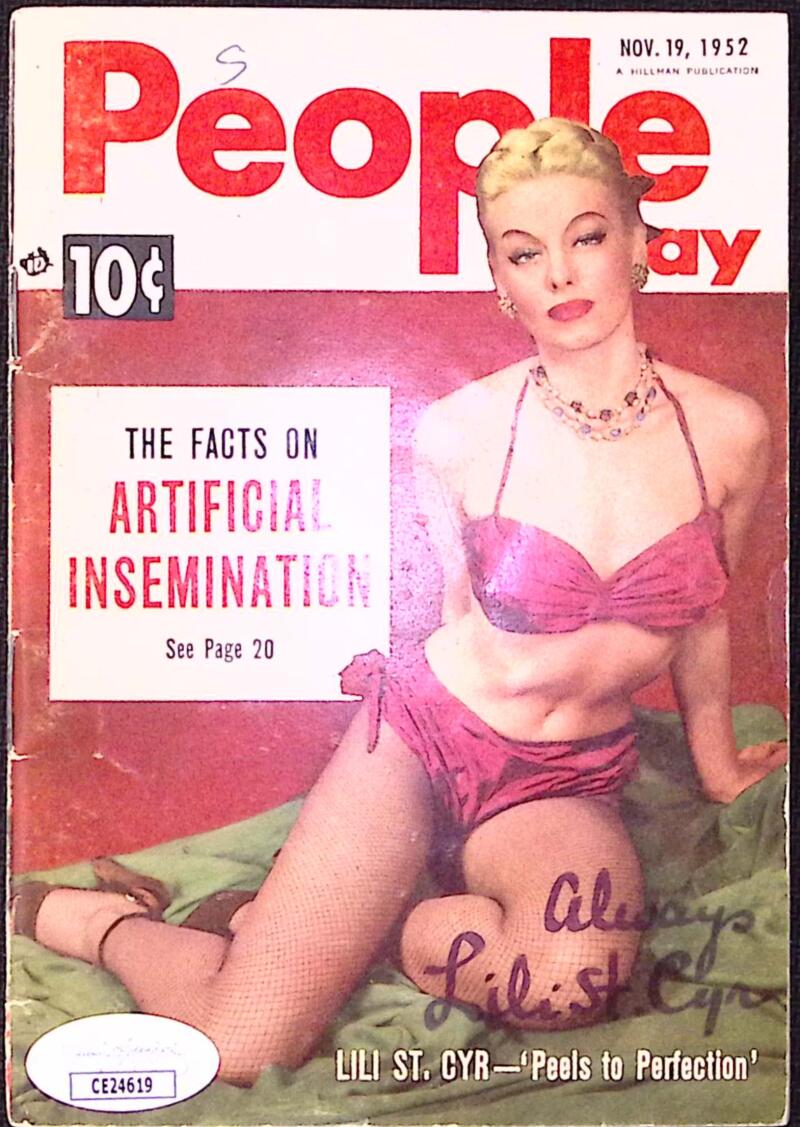 NOV. 19, 1952
A HILLMAN PUBLICATION
People
ay
S
10¢
THE FACTS ON
ARTIFICIAL
INSEMINATION
See Page 20
Always
Lili St. Cyr
LILI ST. CYR—‘Peels to Perfection’
CE24619